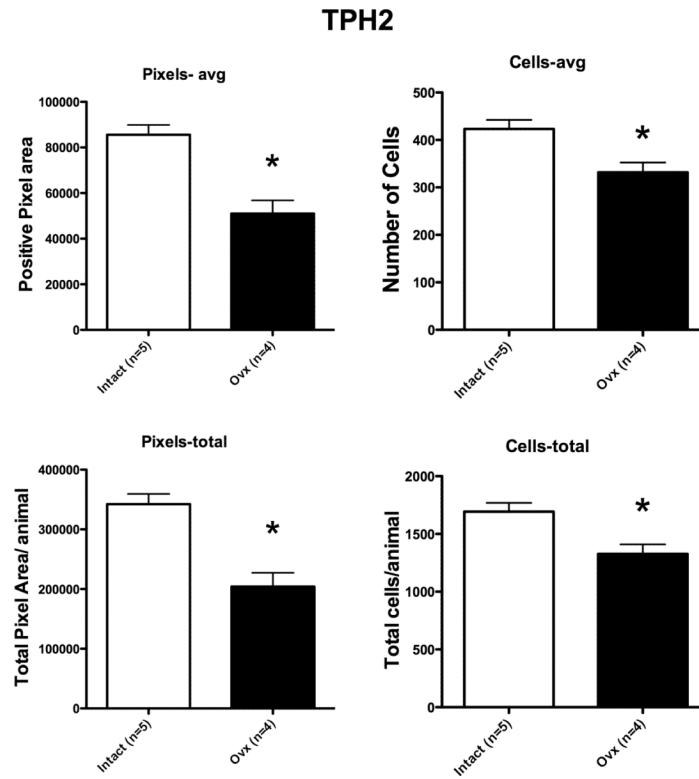 TPH2
Pixels- avg
Positive Pixel area
100000
80000
60000
40000
20000
0
*
Intact (n=5)
Ovx (n=4)
Cells-avg
Number of Cells
500
400
300
200
100
0
*
Intact (n=5)
Ovx (n=4)
Pixels-total
Total Pixel Area/ animal
400000
300000
200000
100000
0
*
Intact (n=5)
Ovx (n=4)
Cells-total
Total cells/animal
2000
1500
1000
500
0
*
Intact (n=5)
Ovx (n=4)